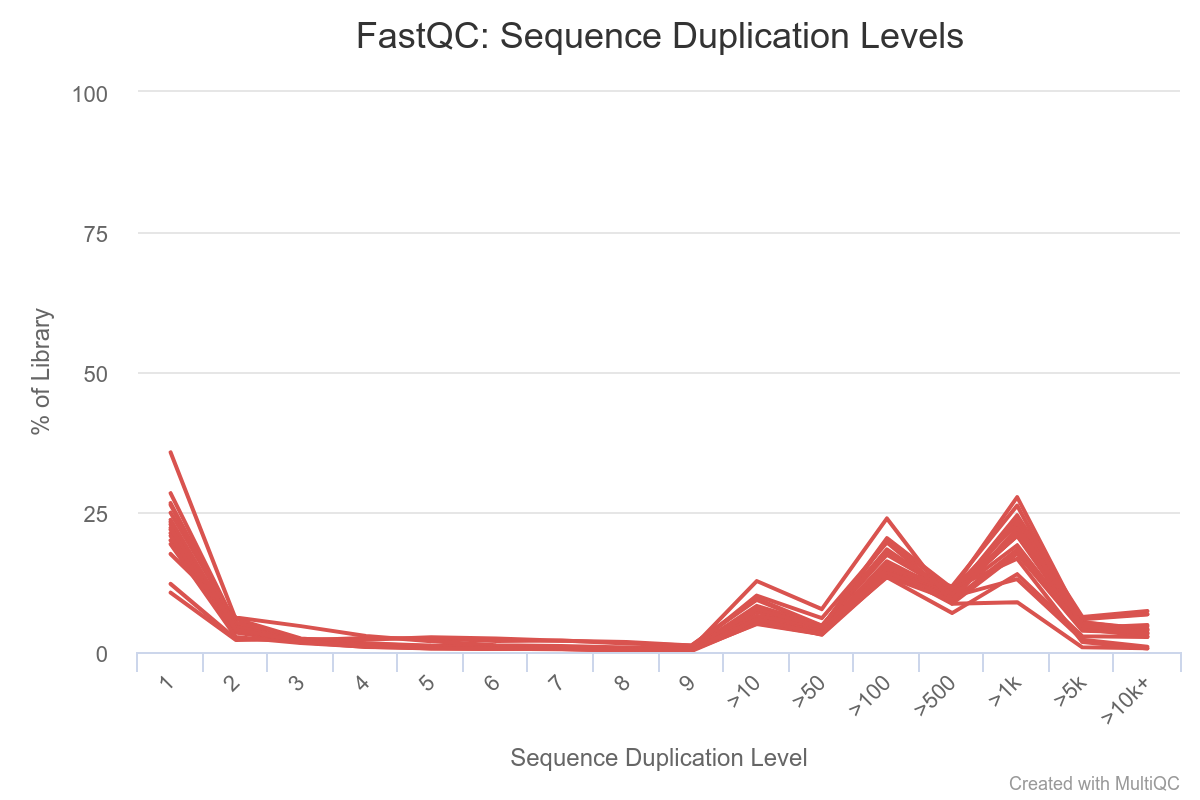 FastQC: Sequence Duplication Levels
% of Library
100
75
50
25
0
1
2
3
4
5
6
7
8
9
>10
>50
>100
>500
>1k
>5k
>10k+
Sequence Duplication Level
Created with MultiQC